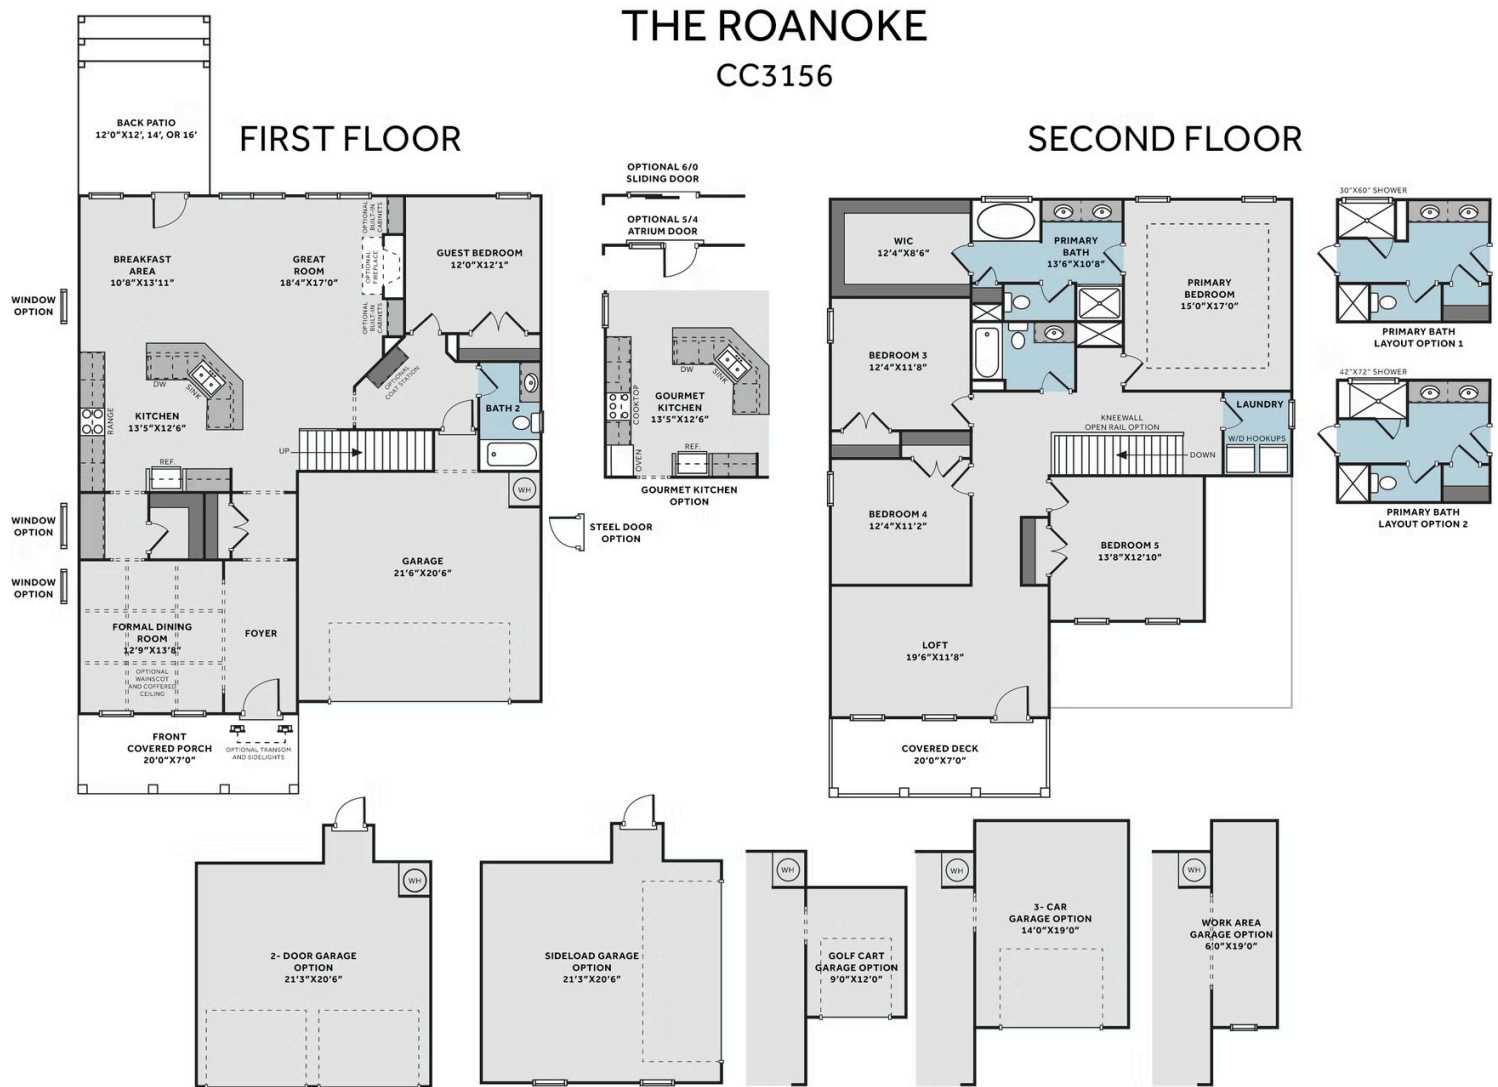 THE ROANOKE
CC3156
FIRST FLOOR
BACK PATIO
12'0"X12', 14', OR 16'
BREAKFAST
AREA
10'8"X13'11"
GREAT
ROOM
18'4"X17'0"
OPTIONAL
BUILT-IN
CABINETS
OPTIONAL
FIREPLACE
OPTIONAL
BUILT-IN
CABINETS
GUEST BEDROOM
12'0"X12'1"
WINDOW
OPTION
DW
SINK
OPTIONAL
COAT STATION
KITCHEN
13'5"X12'6"
RANGE
REF.
UP
BATH 2
WH
WINDOW
OPTION
WINDOW
OPTION
GARAGE
21'6"X20'6"
FORMAL DINING
ROOM
12'9"X13'8"
OPTIONAL
WAINSCOT
AND COFFERED
CEILING
FOYER
FRONT
COVERED PORCH
20'0"X7'0"
OPTIONAL TRANSOM
AND SIDELIGHTS
OPTIONAL 6/0
SLIDING DOOR
OPTIONAL 5/4
ATRIUM DOOR
DW
SINK
COOKTOP
GOURMET
KITCHEN
13'5"X12'6"
OVEN
REF.
GOURMET KITCHEN
OPTION
STEEL DOOR
OPTION
SECOND FLOOR
WIC
12'4"X8'6"
PRIMARY
BATH
13'6"X10'8"
PRIMARY
BEDROOM
15'0"X17'0"
BEDROOM 3
12'4"X11'8"
KNEEWALL
OPEN RAIL OPTION
DOWN
LAUNDRY
W/D HOOKUPS
BEDROOM 4
12'4"X11'2"
BEDROOM 5
13'8"X12'10"
LOFT
19'6"X11'8"
COVERED DECK
20'0"X7'0"
30"X60" SHOWER
PRIMARY BATH
LAYOUT OPTION 1
42"X72" SHOWER
PRIMARY BATH
LAYOUT OPTION 2
WH
2- DOOR GARAGE
OPTION
21'3"X20'6"
SIDELOAD GARAGE
OPTION
21'3"X20'6"
WH
GOLF CART
GARAGE OPTION
9'0"X12'0"
WH
3- CAR
GARAGE OPTION
14'0"X19'0"
WH
WORK AREA
GARAGE OPTION
6'0"X19'0"